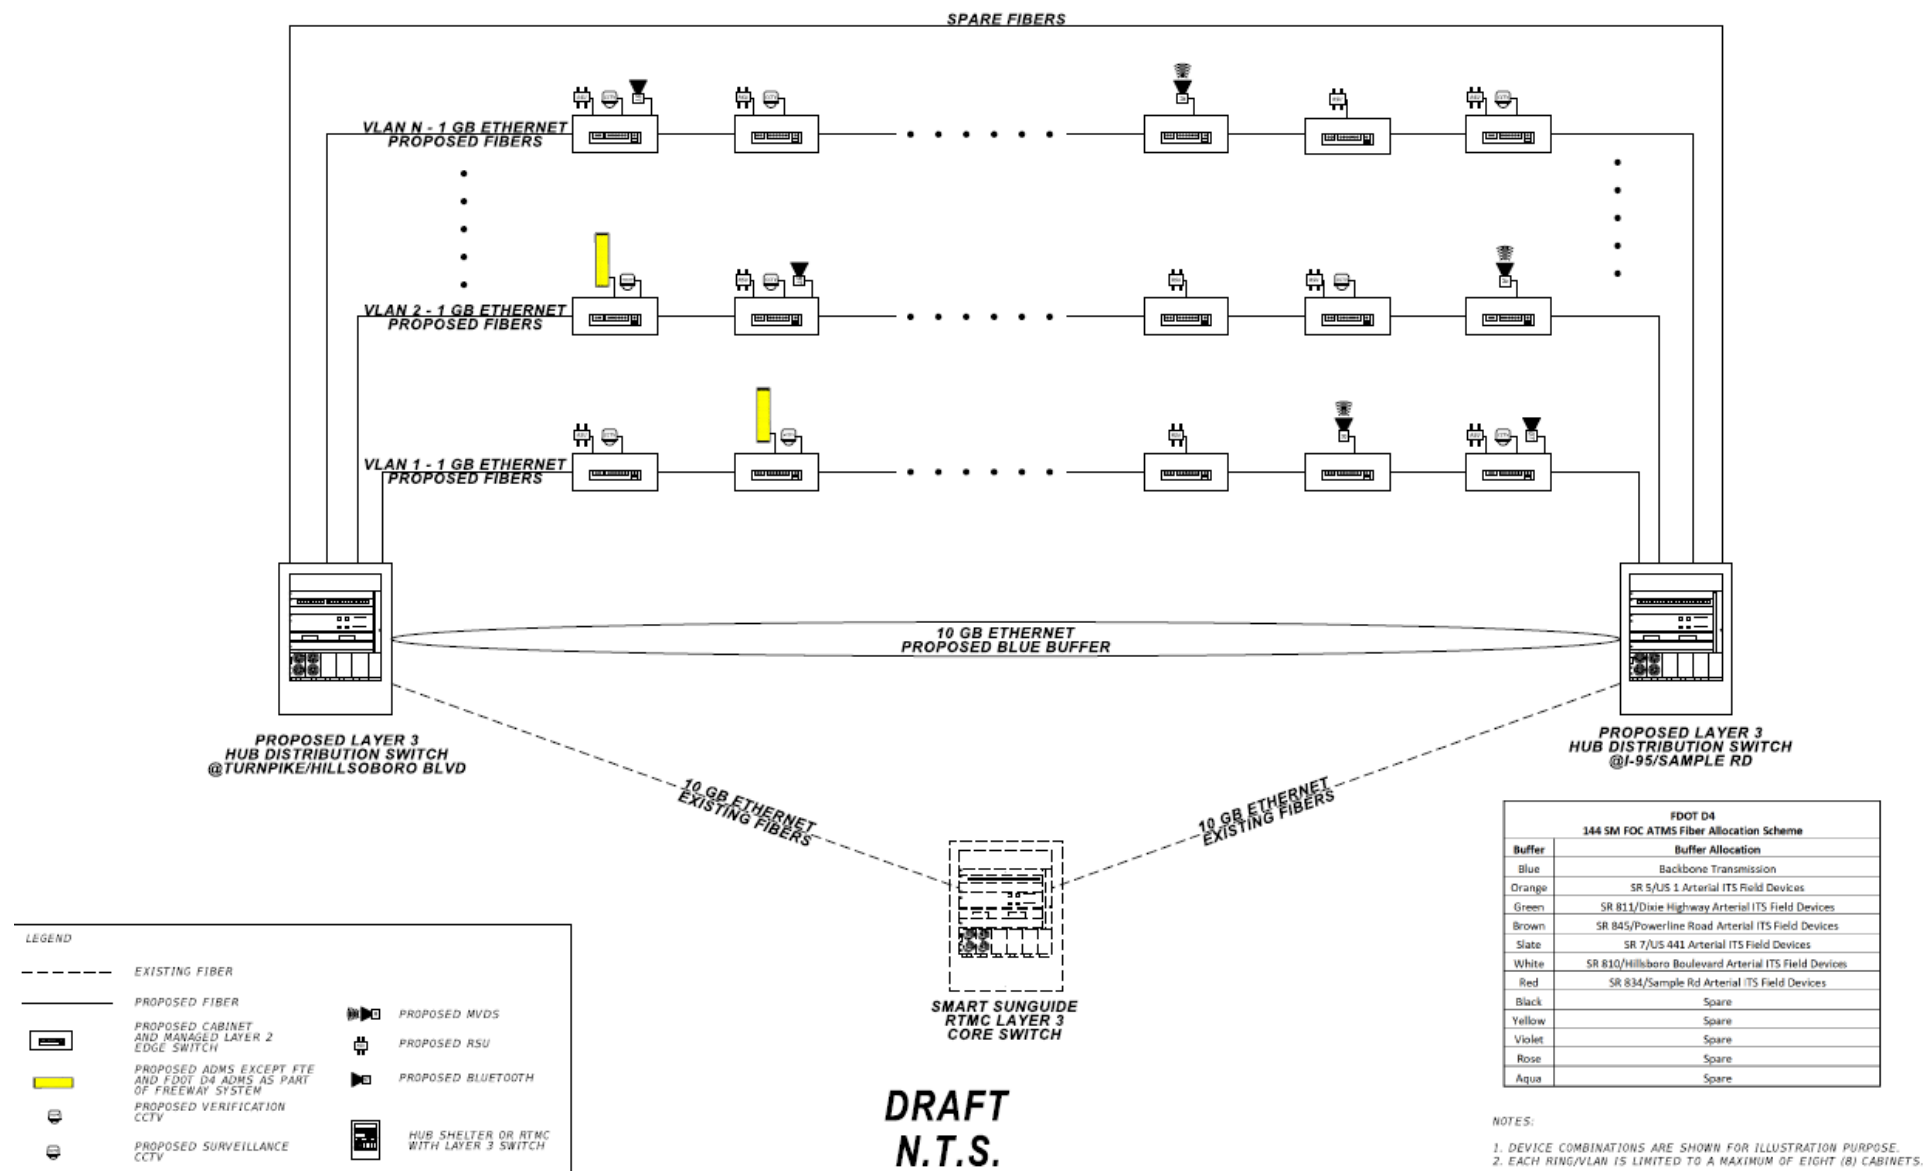 SPARE FIBERS
VLAN N - 1 GB ETHERNET
PROPOSED FIBERS
VLAN 2 - 1 GB ETHERNET
PROPOSED FIBERS
VLAN 1 - 1 GB ETHERNET
PROPOSED FIBERS
10 GB ETHERNET
PROPOSED BLUE BUFFER
PROPOSED LAYER 3
HUB DISTRIBUTION SWITCH
@TURNPIKE/HILLSOBORO BLVD
PROPOSED LAYER 3
HUB DISTRIBUTION SWITCH
@I-95/SAMPLE RD
10 GB ETHERNET
EXISTING FIBERS
10 GB ETHERNET
EXISTING FIBERS
SMART SUNGUIDE
RTMC LAYER 3
CORE SWITCH
FDOT D4
144 SM FOC ATMS Fiber Allocation Scheme
Buffer Buffer Allocation
Blue Backbone Transmission
Orange SR 5/US 1 Arterial ITS Field Devices
Green SR 811/Dixie Highway Arterial ITS Field Devices
Brown SR 845/Powerline Road Arterial ITS Field Devices
Slate SR 7/US 441 Arterial ITS Field Devices
White SR 810/Hillsboro Boulevard Arterial ITS Field Devices
Red SR 834/Sample Rd Arterial ITS Field Devices
Black Spare
Yellow Spare
Violet Spare
Rose Spare
Aqua Spare
LEGEND
EXISTING FIBER
PROPOSED FIBER
PROPOSED CABINET
AND MANAGED LAYER 2
EDGE SWITCH
PROPOSED ADMS EXCEPT FTE
AND FDOT D4 ADMS AS PART
OF FREEWAY SYSTEM
PROPOSED VERIFICATION
CCTV
PROPOSED SURVEILLANCE
CCTV
PROPOSED MVDS
PROPOSED RSU
PROPOSED BLUETOOTH
HUB SHELTER OR RTMC
WITH LAYER 3 SWITCH
DRAFT
N.T.S.
NOTES:
1. DEVICE COMBINATIONS ARE SHOWN FOR ILLUSTRATION PURPOSE.
2. EACH RING/VLAN IS LIMITED TO A MAXIMUM OF EIGHT (8) CABINETS.